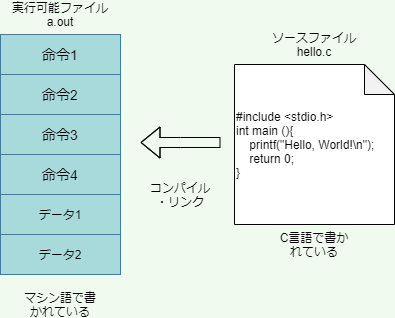 実行可能ファイル
a.out
命令1
命令2
命令3
命令4
データ1
データ2
マシン語で書
かれている
コンパイル
・リンク
ソースファイル
hello.c
#include <stdio.h>
int main (){
    printf("Hello, World!\n");
    return 0;
}
C言語で書か
れている